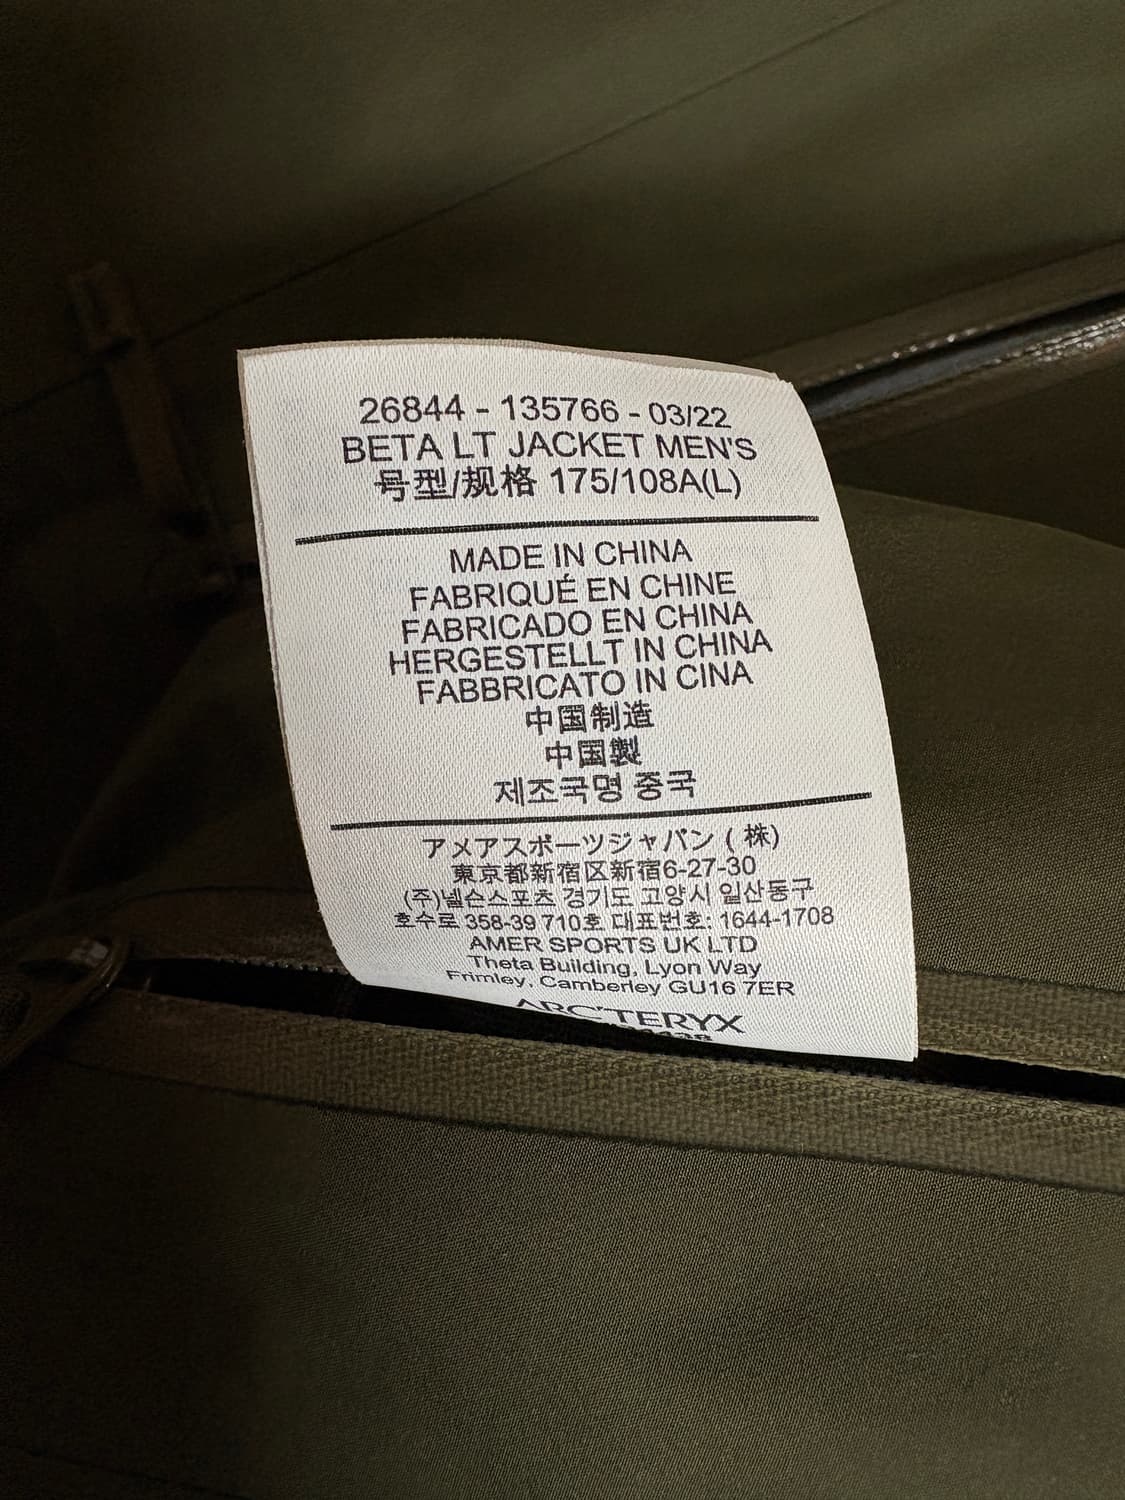 26844 - 135766 - 03/22
BETA LT JACKET MEN'S
号型/规格 175/108A(L)
MADE IN CHINA
FABRIQUÉ EN CHINE
FABRICADO EN CHINA
HERGESTELLT IN CHINA
FABBRICATO IN CINA
中国制造
中国製
제조국명 중국
アメアスポーツジャパン ( 株)
東京都新宿区新宿6-27-30
(주)넬슨스포츠 경기도 고양시 일산동구
호수로 358-39 710호 대표번호: 1644-1708
AMER SPORTS UK LTD
Theta Building, Lyon Way
Frimley, Camberley GU16 7ER
ARC'TERYX